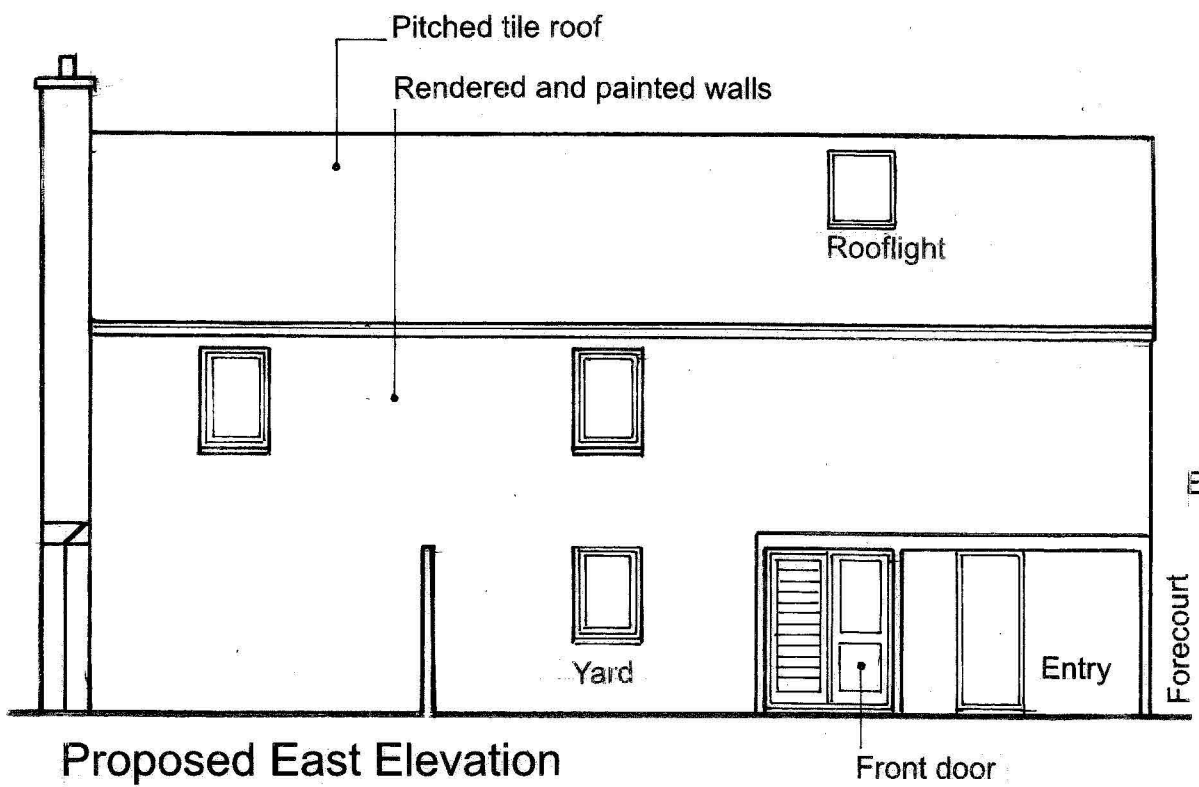 Pitched tile roof
Rendered and painted walls
Rooflight
Yard
Entry
Forecourt
Proposed East Elevation
Front door